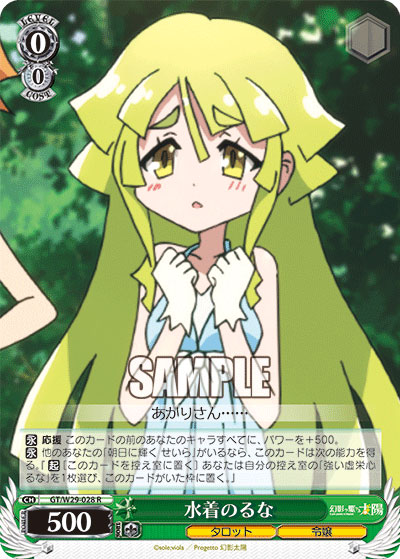 LEVEL
0
0
COST
SAMPLE
あがりさん……
永 応援 このカードの前のあなたのキャラすべてに、パワーを+500。
永 他のあなたの「朝日に輝く せいら」がいるなら、このカードは次の能力を得
る。『起［このカードを控え室に置く］あなたは自分の控え室の「強い虚栄心
るな」を1枚選び、このカードがいた枠に置く。』
CH GT/W29-028 R
500
水着のるな
幻影ヲ駆ケル太陽
タロット
令嬢
©sole;viola／Progetto 幻影太陽